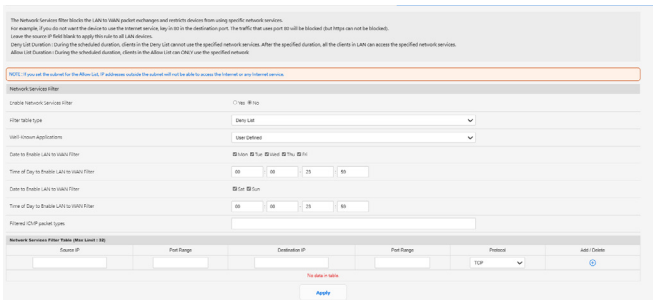 The Network Services filter blocks the LAN to WAN packet exchanges and restricts devices from using specific network services.
For example, if you do not want the device to use the Internet service, key in 80 in the destination port. The traffic that uses port 80 will be blocked (but https can not be blocked).
Leave the source IP field blank to apply this rule to all LAN devices.
Deny List Duration : During the scheduled duration, clients in the Deny List cannot use the specified network services. After the specified duration, all the clients in LAN can access the specified network services.
Allow List Duration : During the scheduled duration, clients in the Allow List can ONLY use the specified network
NOTE : If you set the subnet for the Allow List, IP addresses outside the subnet will not be able to access the Internet or any Internet service.
Network Services Filter
Enable Network Services Filter Yes No
Filter table type Deny List
Well-Known Applications User Defined
Date to Enable LAN to WAN Filter Mon Tue Wed Thu Fri
Time of Day to Enable LAN to WAN Filter 00 : 00 - 23 : 59
Date to Enable LAN to WAN Filter Sat Sun
Time of Day to Enable LAN to WAN Filter 00 : 00 - 23 : 59
Filtered ICMP packet types
Network Services Filter Table (Max Limit : 32)
Source IP Port Range Destination IP Port Range Protocol Add / Delete
TCP
No data in table.
Apply